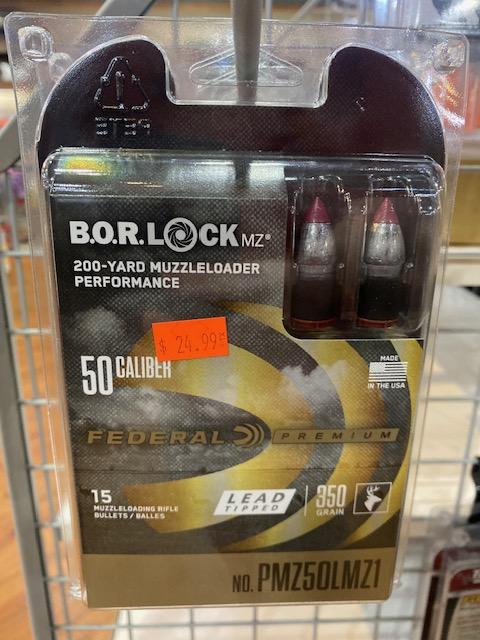 B.O.R.LOCK MZ®
200-YARD MUZZLELOADER
PERFORMANCE
$ 24.99
50 CALIBER
MADE
IN THE USA
FEDERAL PREMIUM
15
MUZZLELOADING RIFLE
BULLETS / BALLES
LEAD
TIPPED
350
GRAIN
NO. PMZ50LMZ1